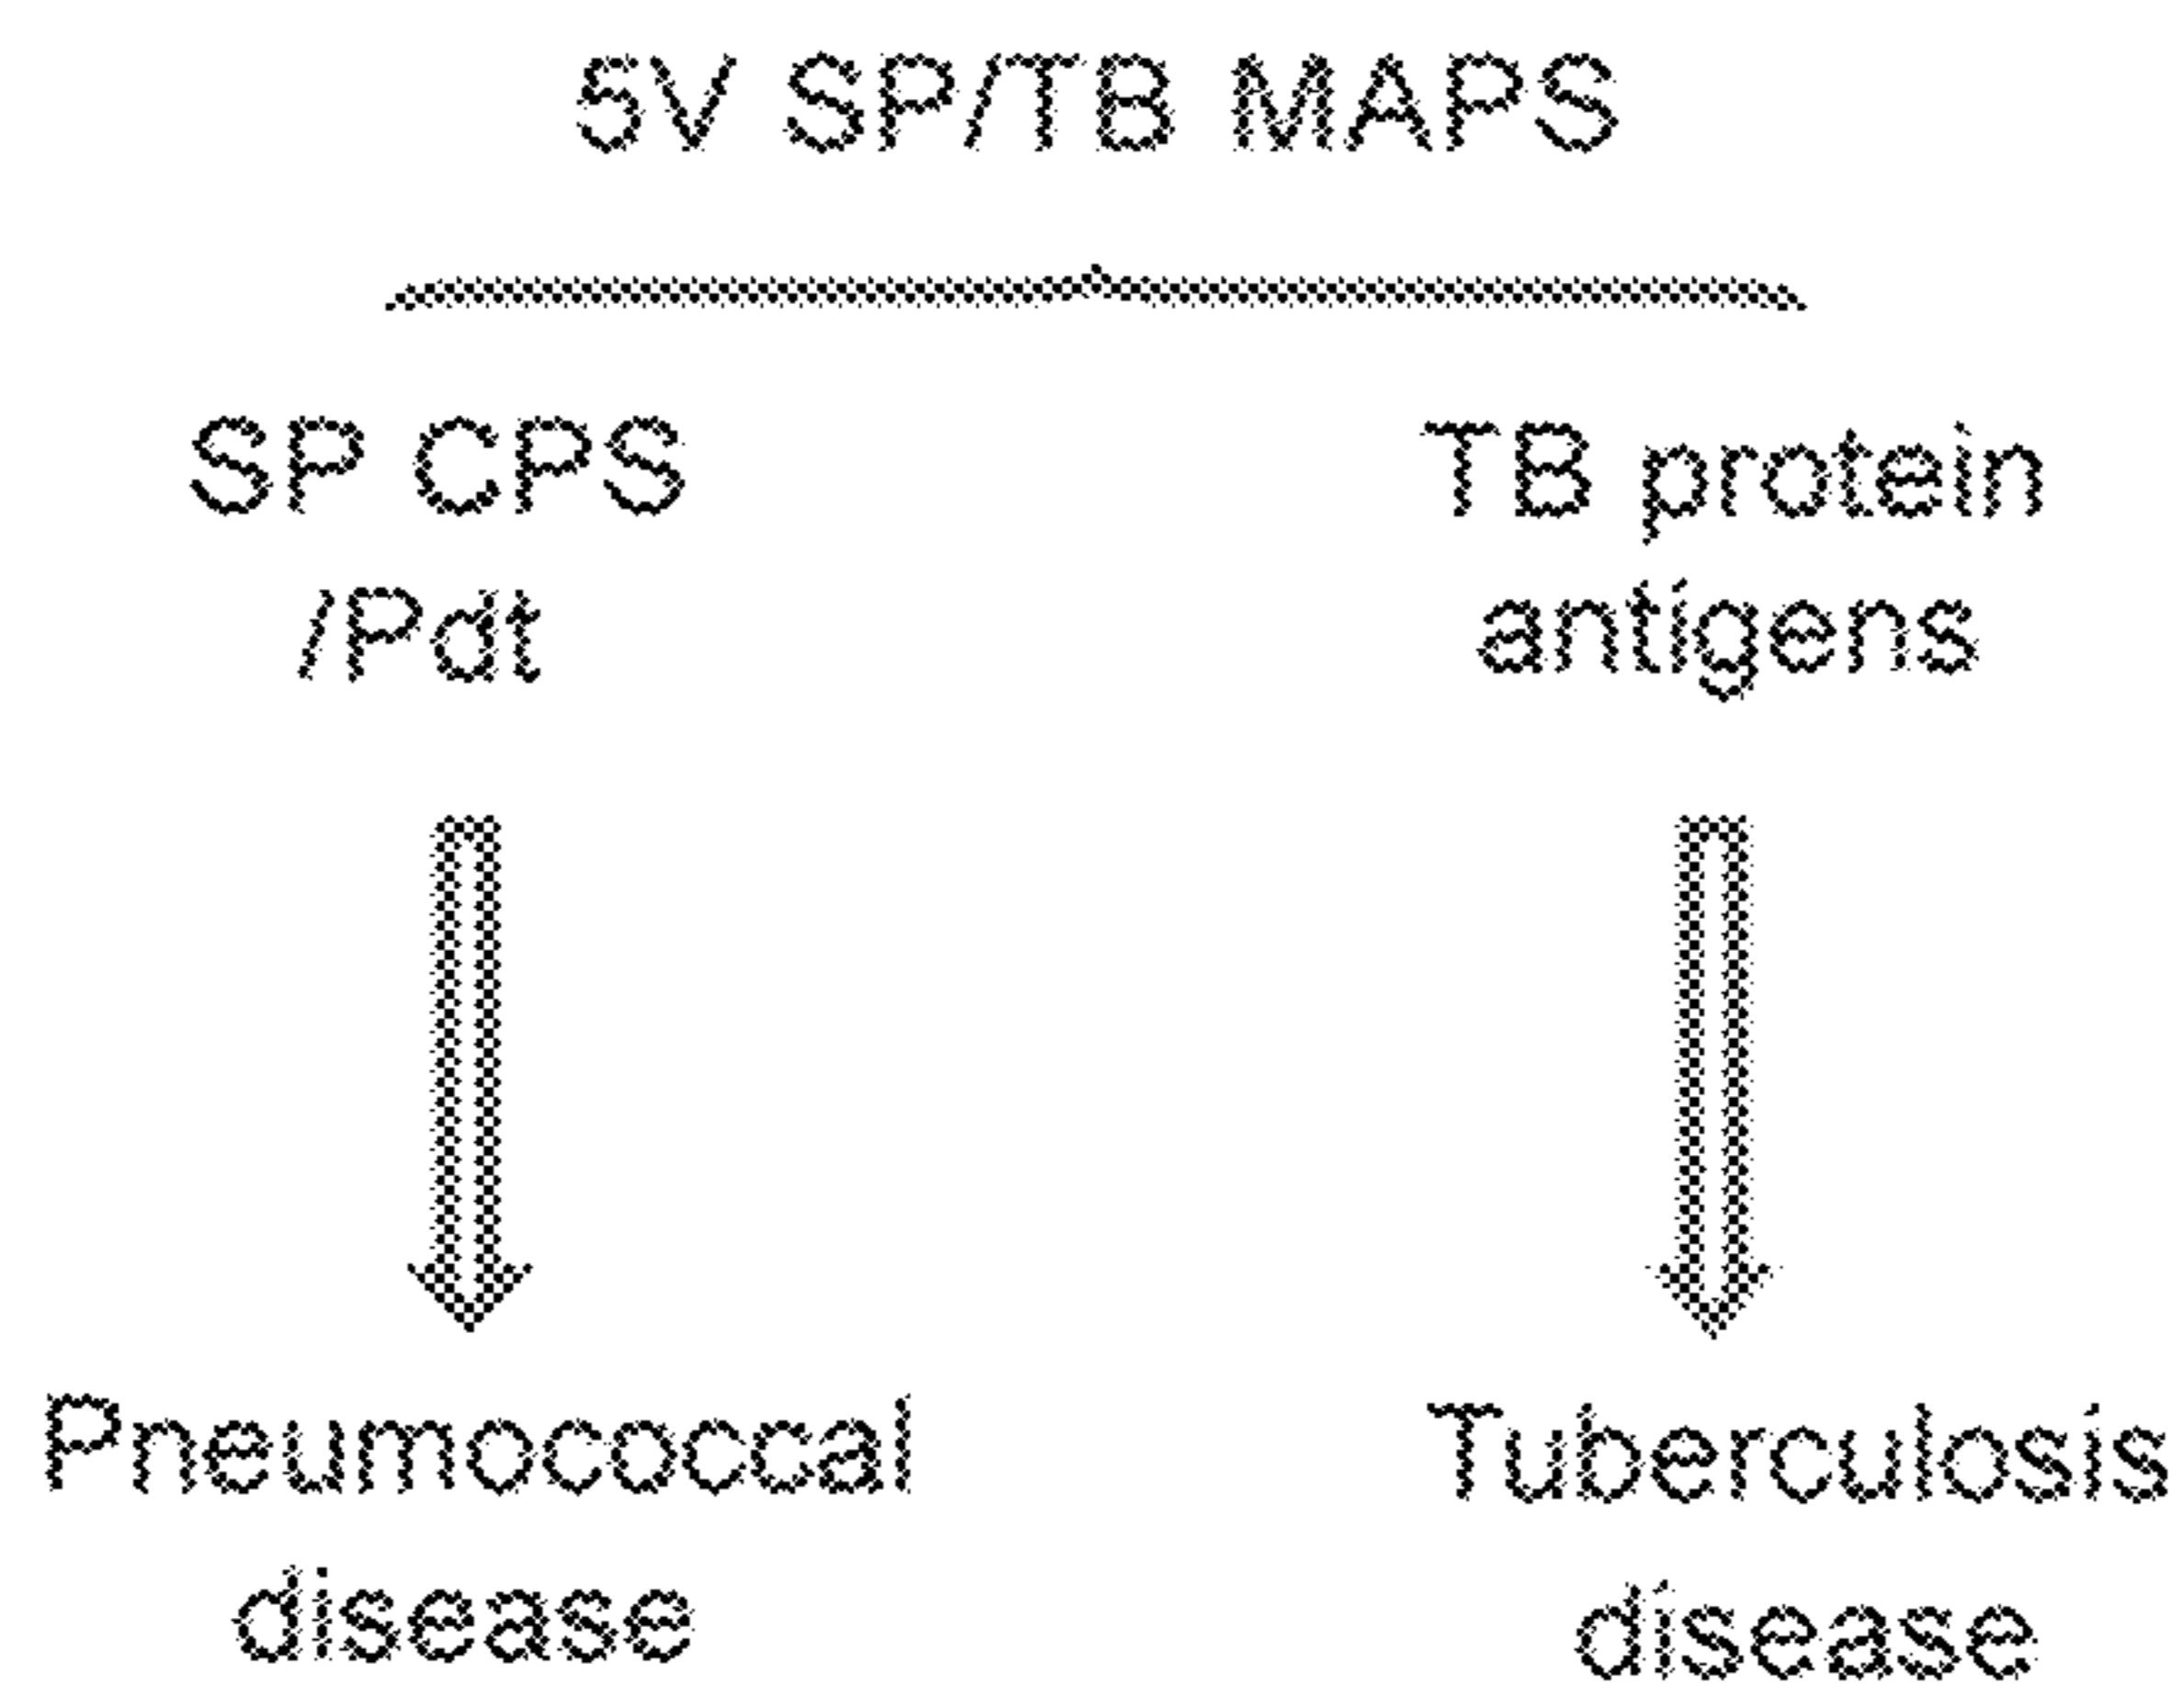 5V SP/TB MAPS
SP CPS
/Pdt
TB protein
antigens
Pneumococcal
disease
Tuberculosis
disease